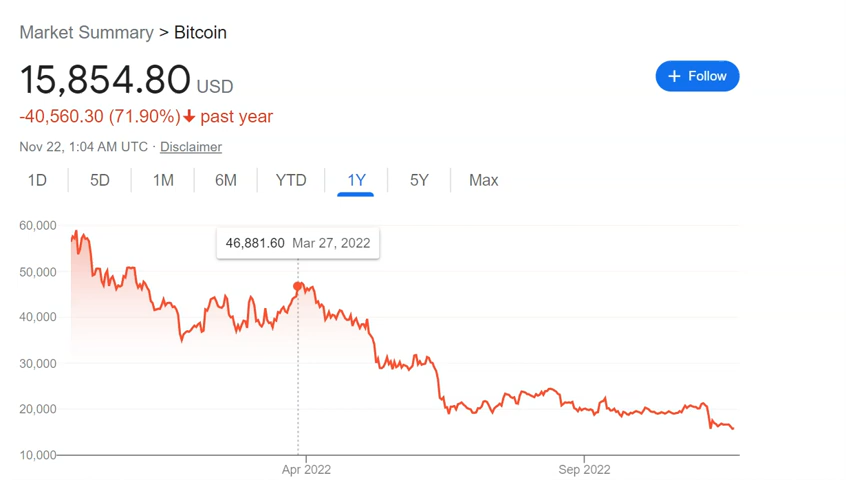 Market Summary > Bitcoin
15,854.80 USD
+ Follow
-40,560.30 (71.90%)↓ past year
Nov 22, 1:04 AM UTC · Disclaimer
1D 5D 1M 6M YTD 1Y 5Y Max
60,000
46,881.60 Mar 27, 2022
50,000
40,000
30,000
20,000
10,000
Apr 2022 Sep 2022